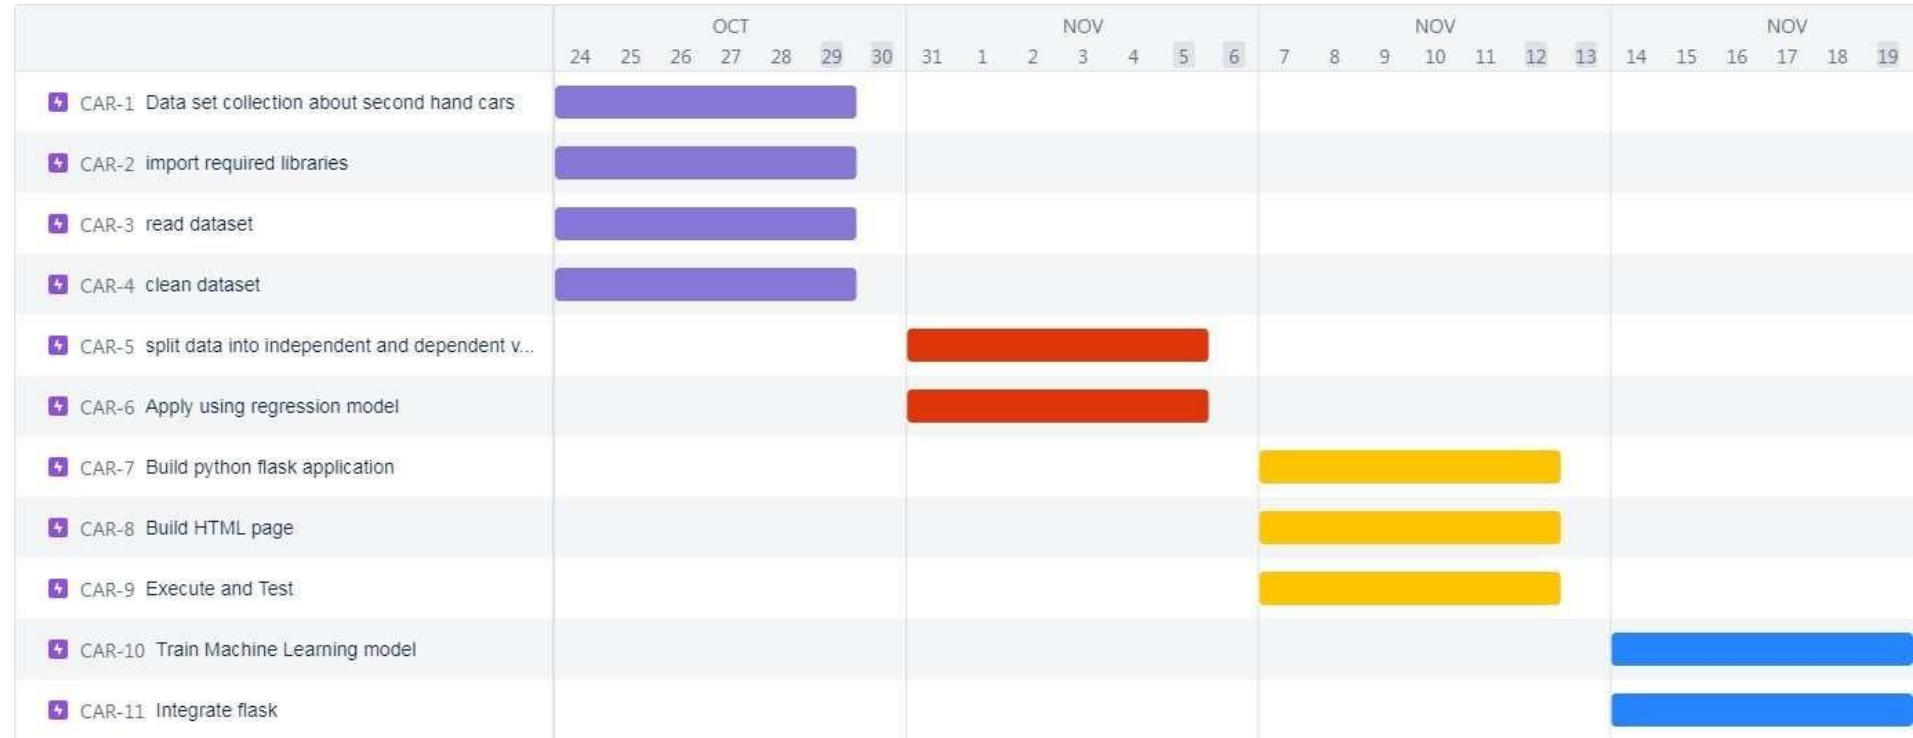 OCT NOV NOV NOV
24 25 26 27 28 29 30 31 1 2 3 4 5 6 7 8 9 10 11 12 13 14 15 16 17 18 19
CAR-1 Data set collection about second hand cars
CAR-2 import required libraries
CAR-3 read dataset
CAR-4 clean dataset
CAR-5 split data into independent and dependent v...
CAR-6 Apply using regression model
CAR-7 Build python flask application
CAR-8 Build HTML page
CAR-9 Execute and Test
CAR-10 Train Machine Learning model
CAR-11 Integrate flask